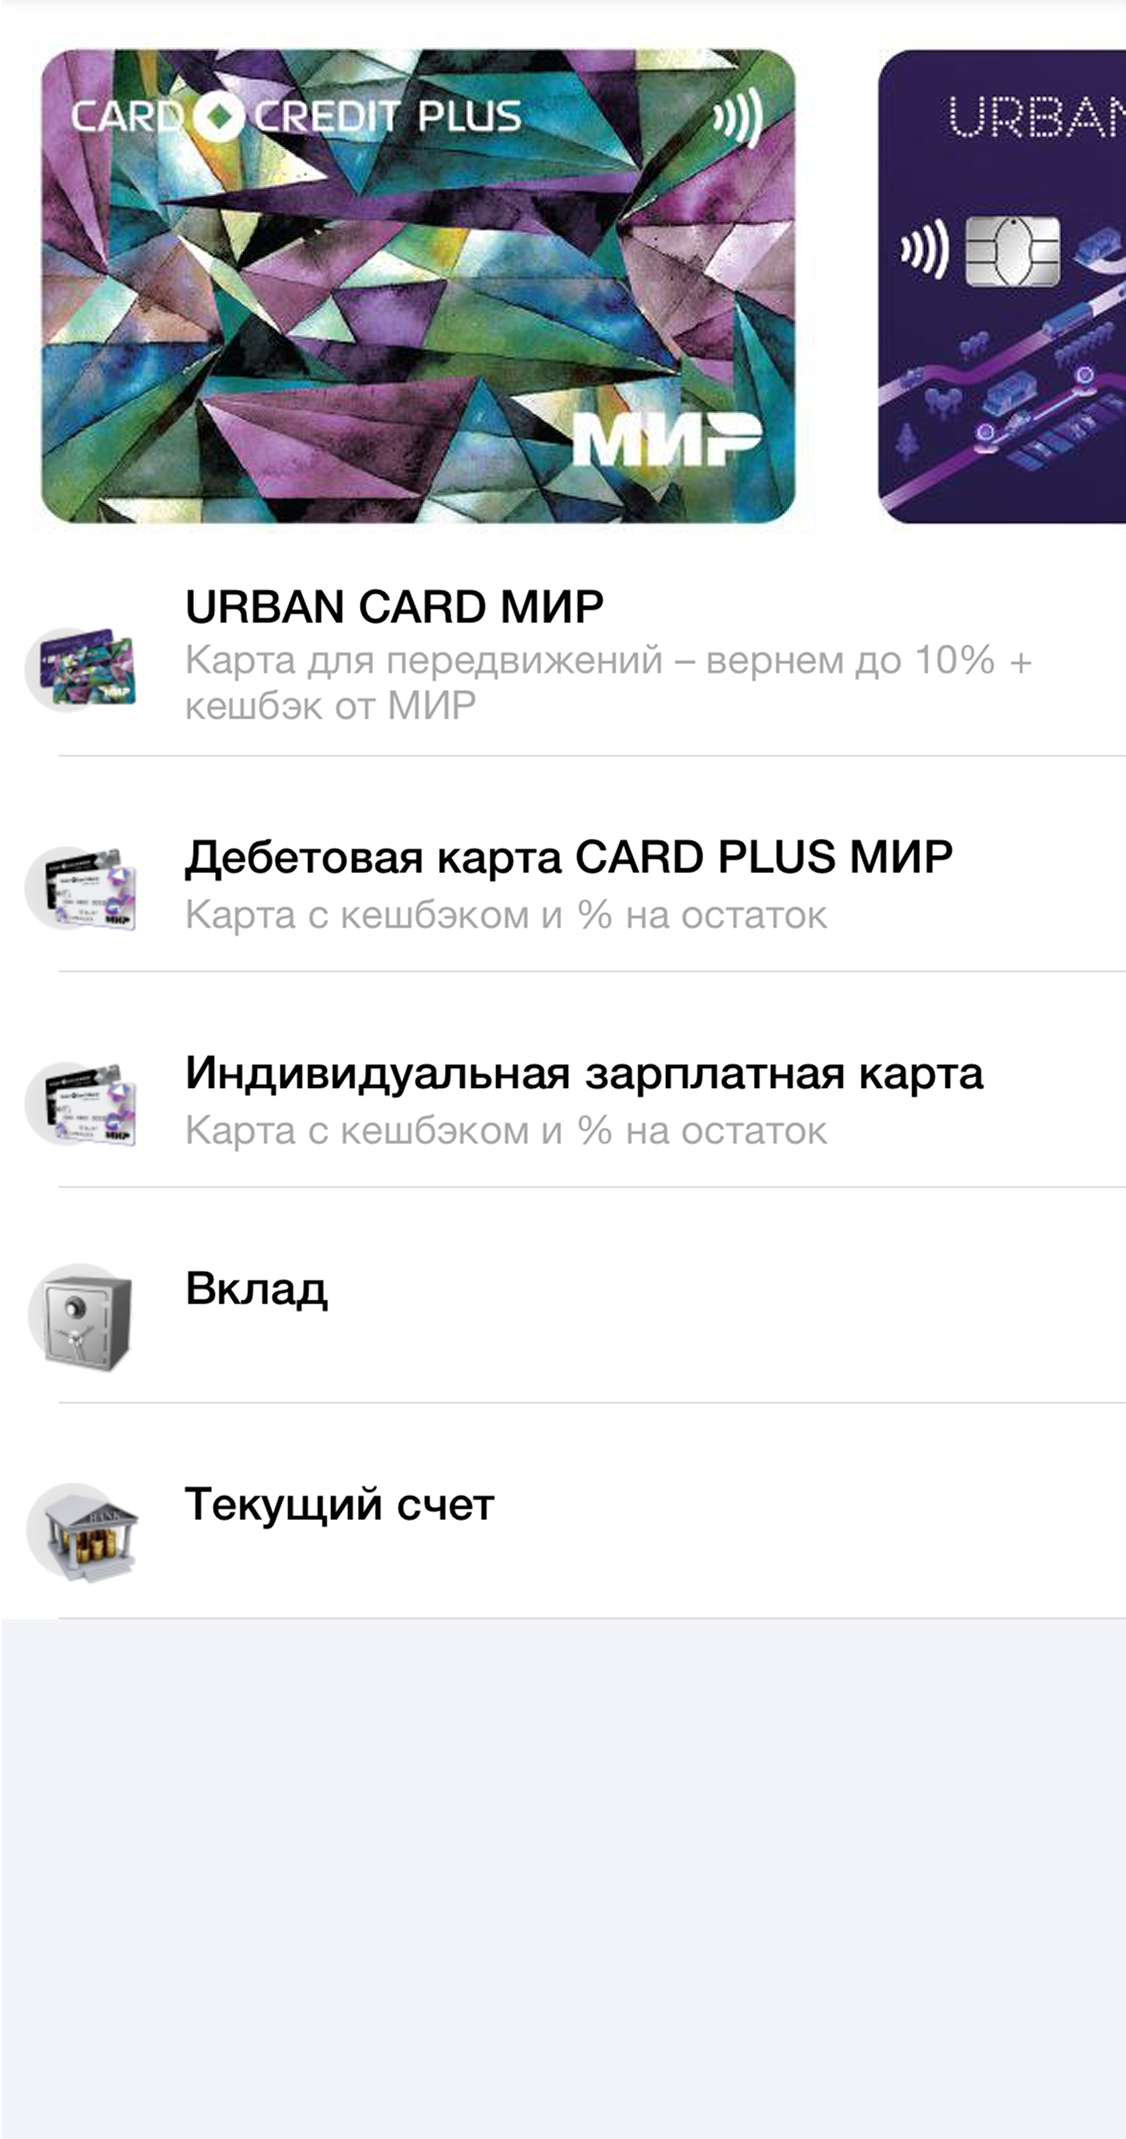 CARD CREDIT PLUS
МИР
URBAN
URBAN CARD МИР
Карта для передвижений – вернем до 10% +
кешбэк от МИР
Дебетовая карта CARD PLUS МИР
Карта с кешбэком и % на остаток
Индивидуальная зарплатная карта
Карта с кешбэком и % на остаток
Вклад
Текущий счет
BANK